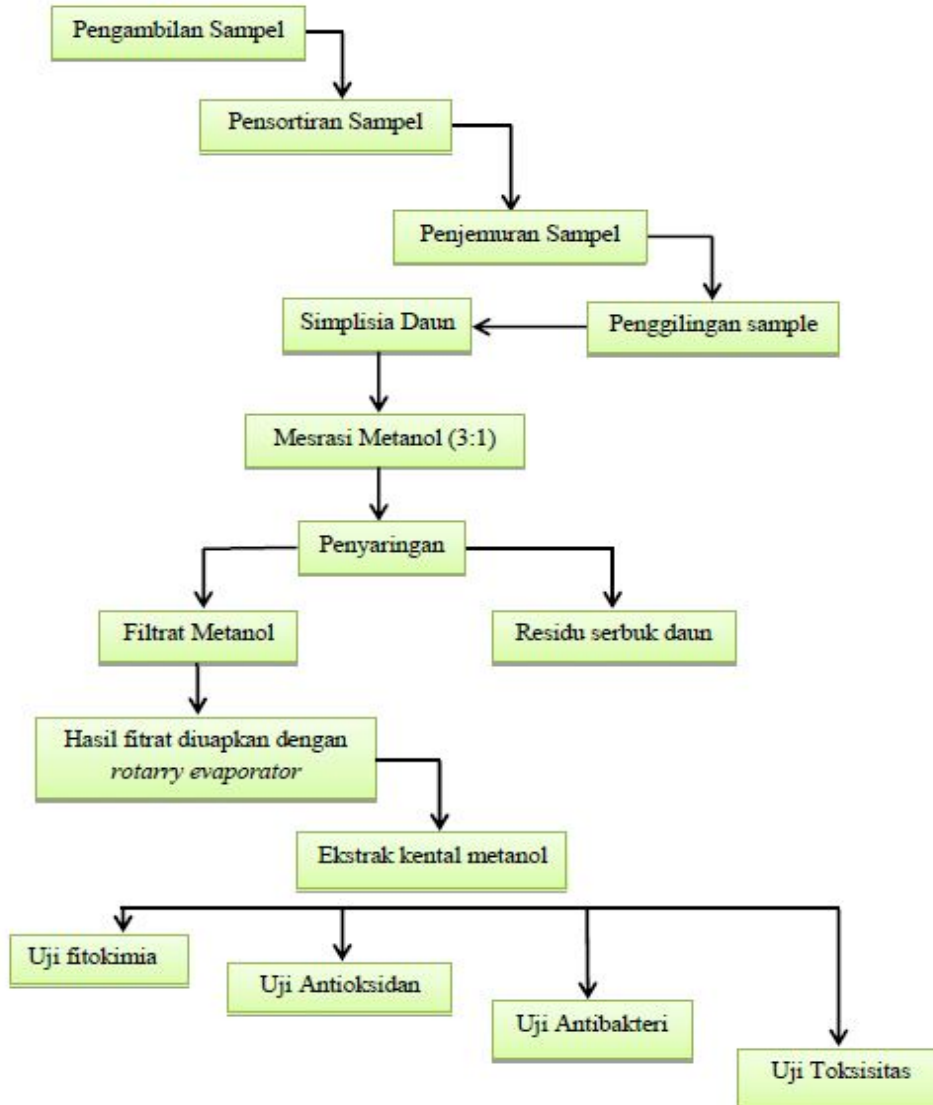 Pengambilan Sampel
Pensortiran Sampel
Penjemuran Sampel
Simplisia Daun
Penggilingan sample
Mesrasi Metanol (3:1)
Penyaringan
Filtrat Metanol
Residu serbuk daun
Hasil fitrat diuapkan dengan
rotarry evaporator
Ekstrak kental metanol
Uji fitokimia
Uji Antioksidan
Uji Antibakteri
Uji Toksisitas